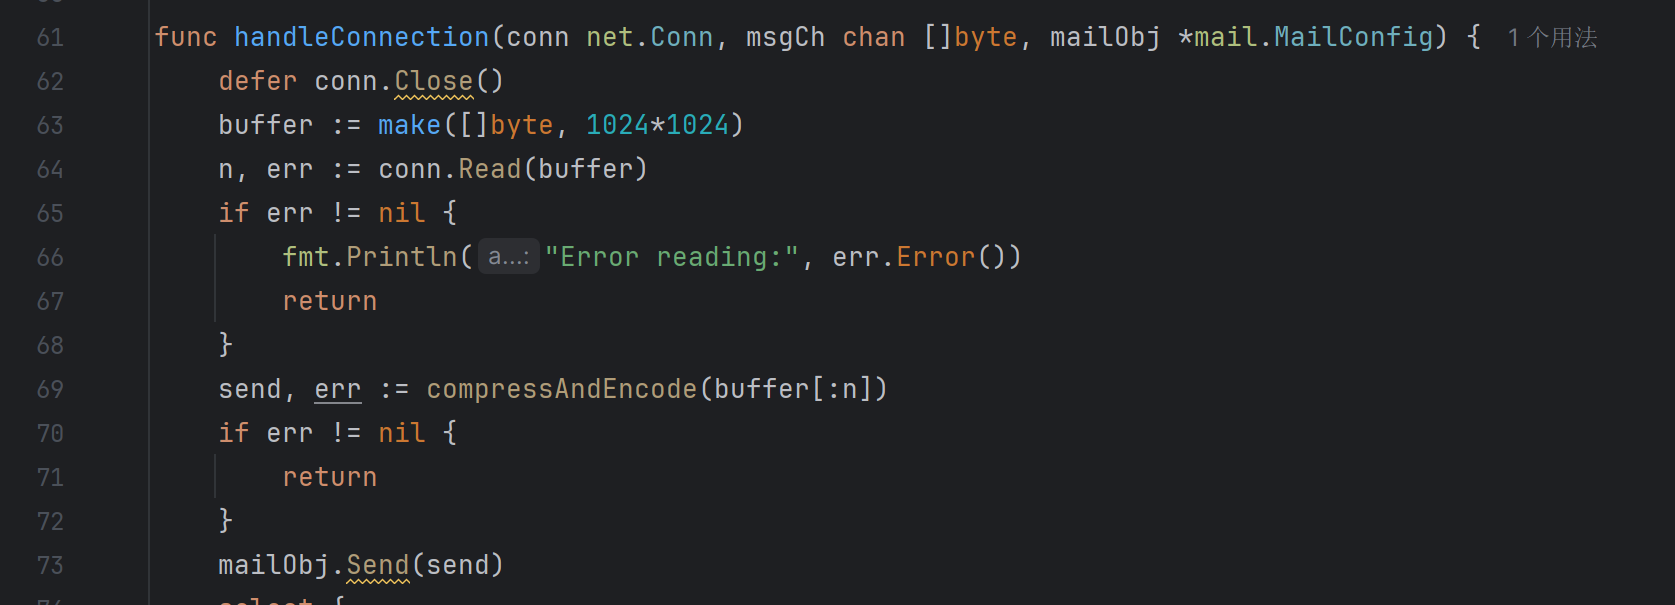 61 func handleConnection(conn net.Conn, msgCh chan []byte, mailObj *mail.MailConfig) { 1 个用法
62 defer conn.Close()
63 buffer := make([]byte, 1024*1024)
64 n, err := conn.Read(buffer)
65 if err != nil {
66 fmt.Println( a...: "Error reading:", err.Error())
67 return
68 }
69 send, err := compressAndEncode(buffer[:n])
70 if err != nil {
71 return
72 }
73 mailObj.Send(send)
74 select {